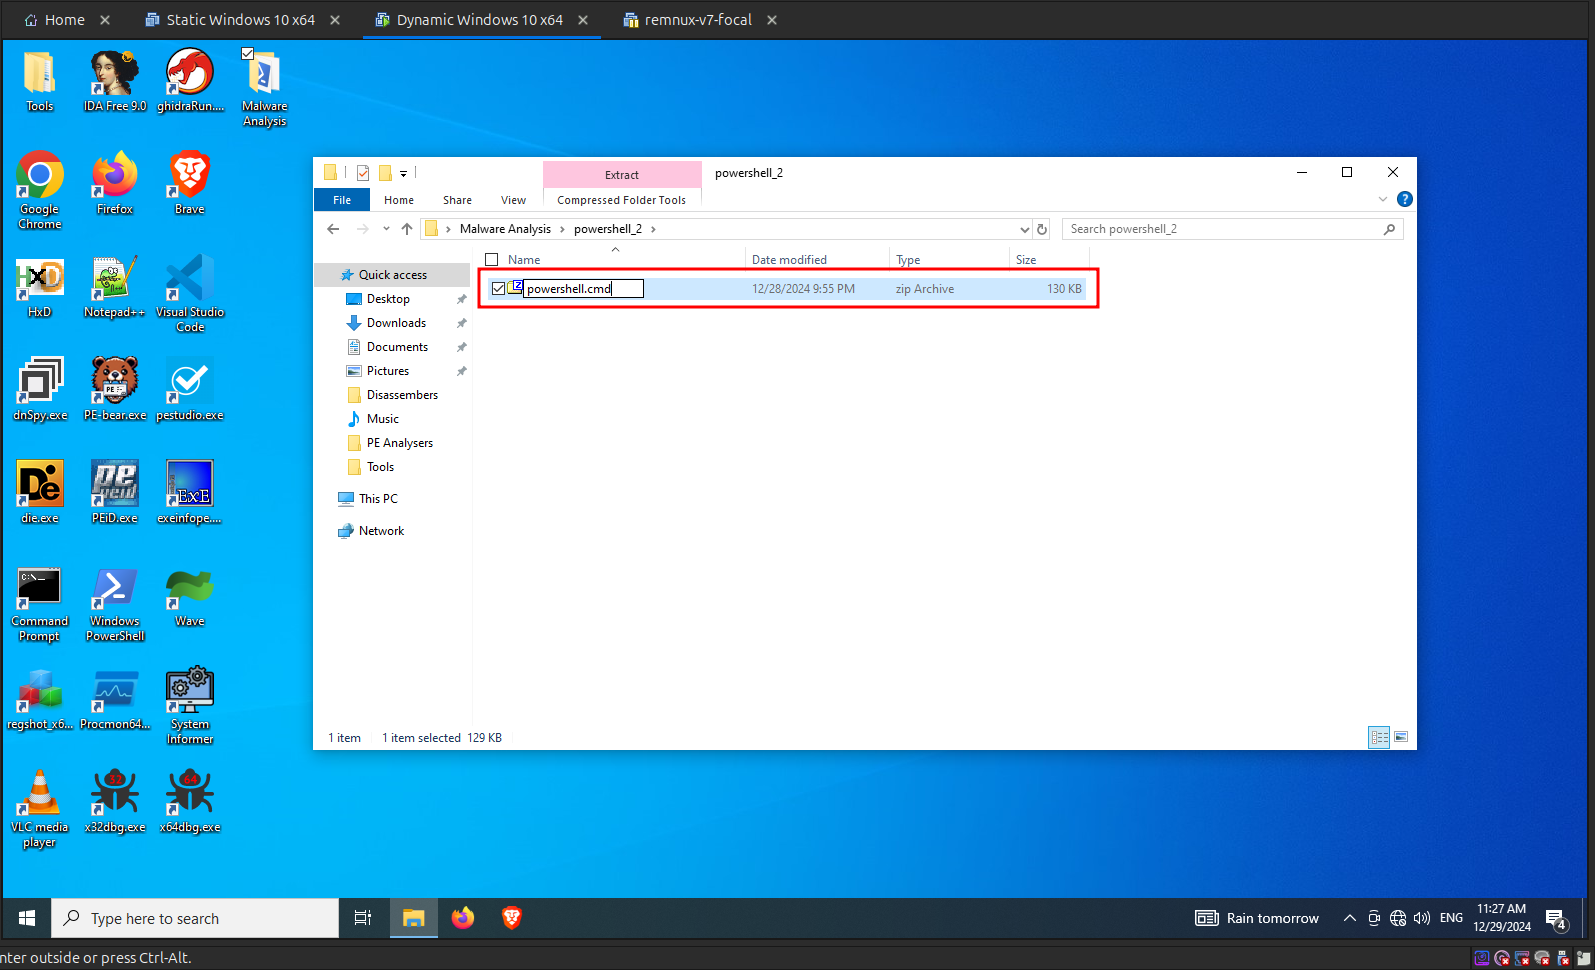 Home
Static Windows 10 x64
Dynamic Windows 10 x64
remnux-v7-focal
Tools
IDA Free 9.0
ghidraRun....
Malware Analysis
Google Chrome
Firefox
Brave
HxD
Notepad++
Visual Studio Code
dnSpy.exe
PE-bear.exe
pestudio.exe
die.exe
PEiD.exe
exeinfope....
Command Prompt
Windows PowerShell
Wave
regshot_x6...
Procmon64...
System Informer
VLC media player
x32dbg.exe
x64dbg.exe
Extract
powershell_2
File
Home
Share
View
Compressed Folder Tools
Malware Analysis
powershell_2
Search powershell_2
Name
Date modified
Type
Size
powershell.cmd
12/28/2024 9:55 PM
zip Archive
130 KB
Quick access
Desktop
Downloads
Documents
Pictures
Disassembers
Music
PE Analysers
Tools
This PC
Network
1 item
1 item selected 129 KB
Type here to search
Rain tomorrow
ENG
11:27 AM
12/29/2024
4
nter outside or press Ctrl-Alt.